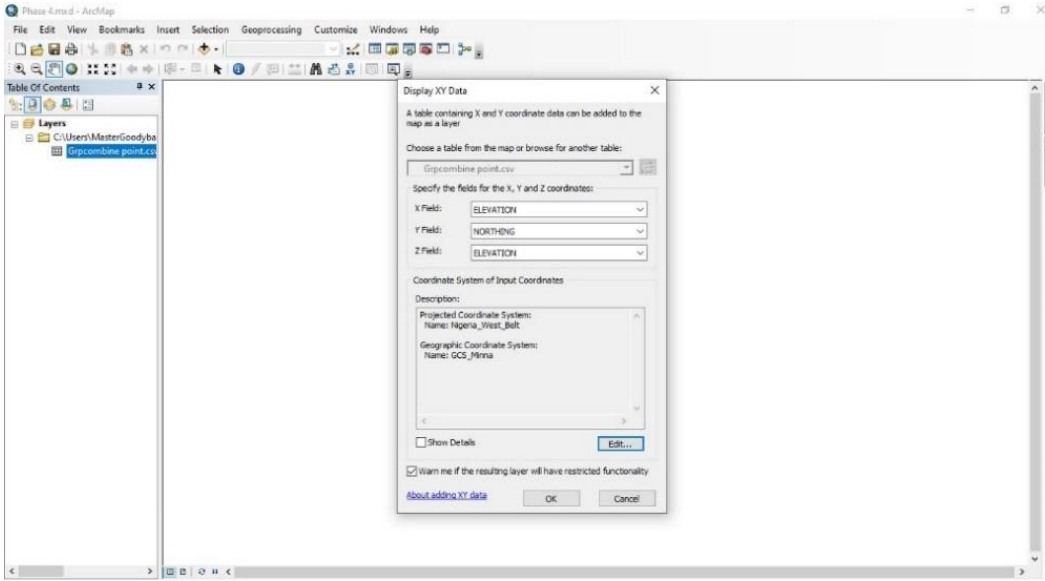 Phase 4.mxd - ArcMap
File Edit View Bookmarks Insert Selection Geoprocessing Customize Windows Help
Table Of Contents
Layers
C:\Users\MasterGoodyba
Grpcombine point.cs
Display XY Data
A table containing X and Y coordinate data can be added to the
map as a layer
Choose a table from the map or browse for another table:
Grpcombine point.csv
Specify the fields for the X, Y and Z coordinates:
X Field: ELEVATION
Y Field: NORTHING
Z Field: ELEVATION
Coordinate System of Input Coordinates
Description:
Projected Coordinate System:
Name: Nigeria_West_Belt
Geographic Coordinate System:
Name: GCS_Minna
Show Details Edit...
Warn me if the resulting layer will have restricted functionality
About adding XY data OK Cancel